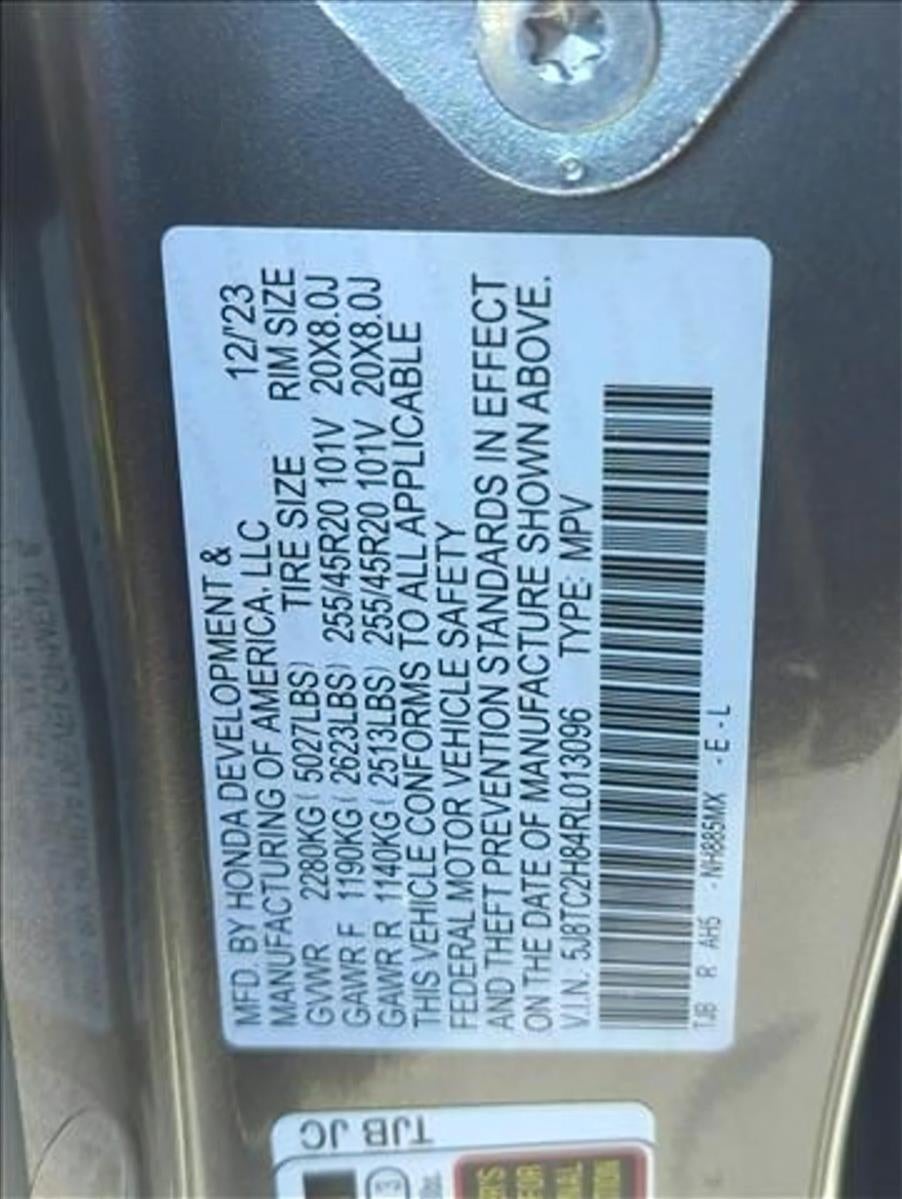 MFD. BY HONDA DEVELOPMENT &
MANUFACTURING OF AMERICA, LLC 12/'23
GVWR 2280KG ( 5027LBS) TIRE SIZE RIM SIZE
GAWR F 1190KG ( 2623LBS) 255/45R20 101V 20X8.0J
GAWR R 1140KG ( 2513LBS) 255/45R20 101V 20X8.0J
THIS VEHICLE CONFORMS TO ALL APPLICABLE
FEDERAL MOTOR VEHICLE SAFETY
AND THEFT PREVENTION STANDARDS IN EFFECT
ON THE DATE OF MANUFACTURE SHOWN ABOVE.
V.I.N. 5J8TC2H84RL013096 TYPE: MPV
TJB R AH5 - NH885MX - E - L
TJB JC